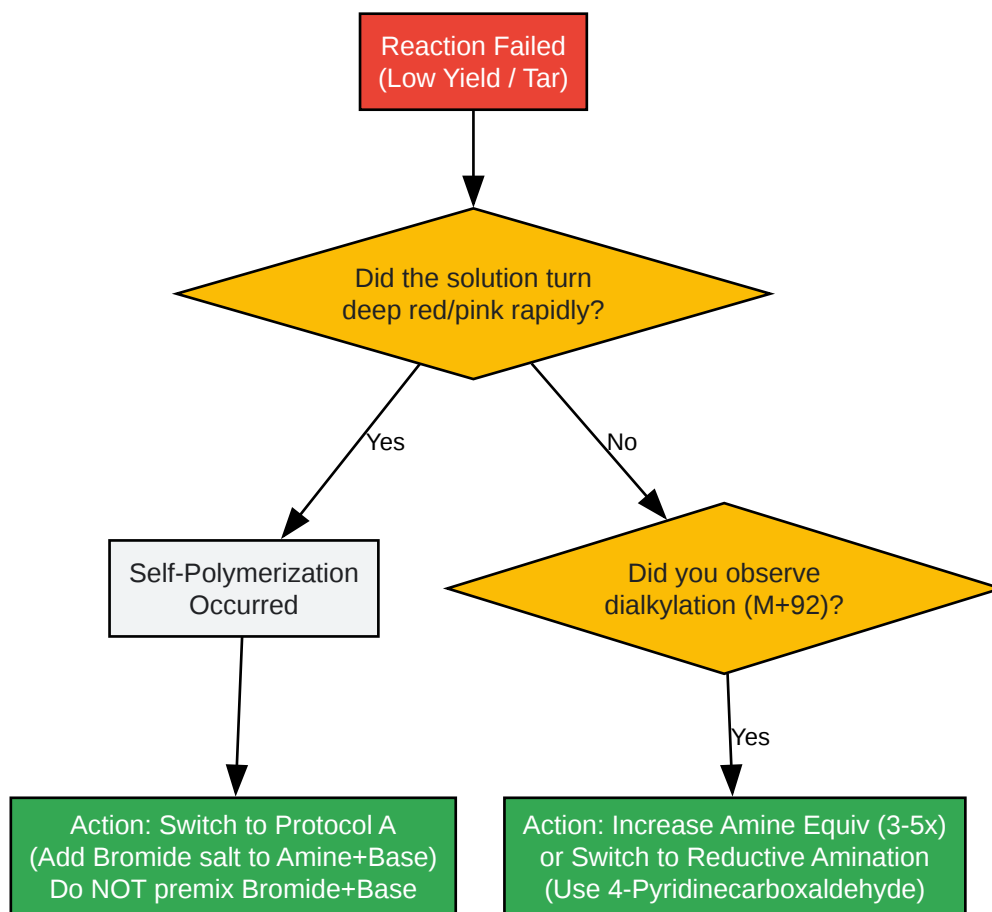 Reaction Failed
(Low Yield / Tar)
Did the solution turn
deep red/pink rapidly?
Yes
No
Self-Polymerization
Occurred
Did you observe
dialkylation (M+92)?
Yes
Action: Switch to Protocol A
(Add Bromide salt to Amine+Base)
Do NOT premix Bromide+Base
Action: Increase Amine Equiv (3-5x)
or Switch to Reductive Amination
(Use 4-Pyridinecarboxaldehyde)